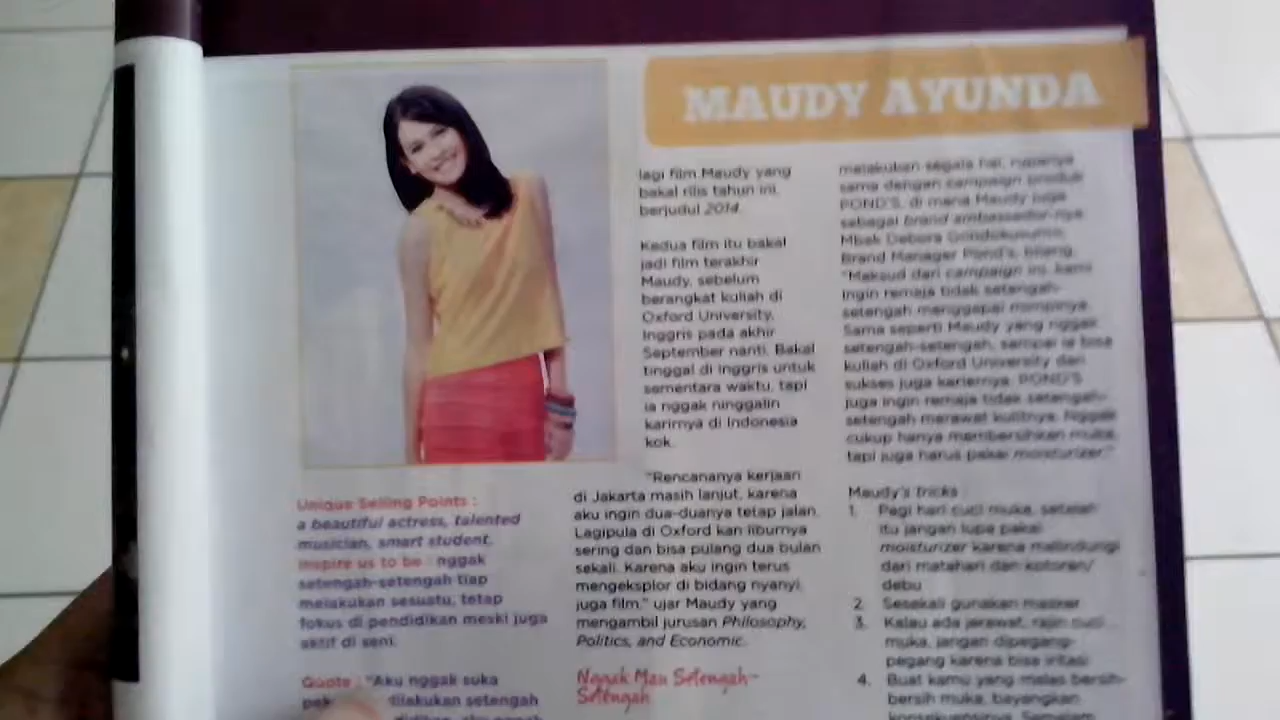 MAUDY AYUNDA
Unique Selling Points :
a beautiful actress, talented
musician, smart student.
Inspire us to be : nggak
setengah-setengah tiap
melakukan sesuatu, tetap
fokus di pendidikan meski juga
aktif di seni.
Quote : "Aku nggak suka
dilakukan setengah
lagi film Maudy yang
bakal rilis tahun ini,
berjudul 2014.
Kedua film itu bakal
jadi film terakhir
Maudy, sebelum
berangkat kuliah di
Oxford University,
Inggris pada akhir
September nanti. Bakal
tinggal di Inggris untuk
sementara waktu, tapi
ia nggak ninggalin
karirnya di Indonesia
kok.
"Rencananya kerjaan
di Jakarta masih lanjut, karena
aku ingin dua-duanya tetap jalan.
Lagipula di Oxford kan liburnya
sering dan bisa pulang dua bulan
sekali. Karena aku ingin terus
mengeksplor di bidang nyanyi,
juga film," ujar Maudy yang
mengambil jurusan Philosophy,
Politics, and Economic.
Nggak Mau Setengah-
Setengah
melakukan segala hal, rupanya
sama dengan campaign produk
POND'S, di mana Maudy juga
sebagai brand ambassador-nya.
Mbak Debora Gondokusumo,
Brand Manager Pond's, bilang,
"Maksud dari campaign ini, kami
ingin remaja tidak setengah-
setengah menggapai mimpinya.
Sama seperti Maudy yang nggak
setengah-setengah, sampai ia bisa
kuliah di Oxford University dan
sukses juga kariernya. POND'S
juga ingin remaja tidak setengah-
setengah merawat kulitnya. Nggak
cukup hanya membersihkan muka,
tapi juga harus pakai moisturizer."
Maudy's tricks :
1. Pagi hari cuci muka, setelah
itu jangan lupa pakai
moisturizer karena melindungi
dari matahari dan kotoran/
debu
2. Sesekali gunakan masker
3. Kalau ada jerawat, rajin cuci
muka, jangan dipegang-
pegang karena bisa iritasi
4. Buat kamu yang malas bersih-
bersih muka, bayangkan
konsekuensinya.